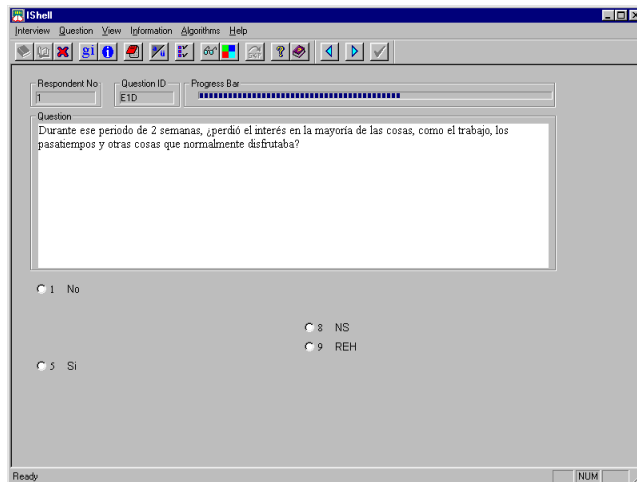 IShell
Interview Question View Information Algorithms Help
gi
Respondent No
1
Question ID
E1D
Progress Bar
Question
Durante ese periodo de 2 semanas, ¿perdió el interés en la mayoría de las cosas, como el trabajo, los
pasatiempos y otras cosas que normalmente disfrutaba?
1 No
8 NS
9 REH
5 Si
Ready
NUM